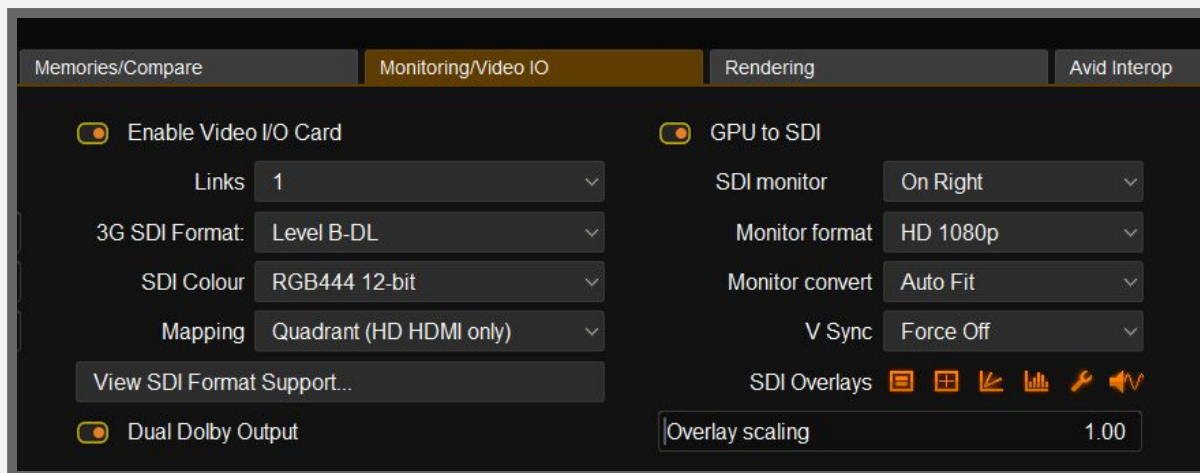 Memories/Compare
Monitoring/Video IO
Rendering
Avid Interop
Enable Video I/O Card
Links 1
3G SDI Format: Level B-DL
SDI Colour RGB444 12-bit
Mapping Quadrant (HD HDMI only)
View SDI Format Support...
Dual Dolby Output
GPU to SDI
SDI monitor On Right
Monitor format HD 1080p
Monitor convert Auto Fit
V Sync Force Off
SDI Overlays
Overlay scaling 1.00